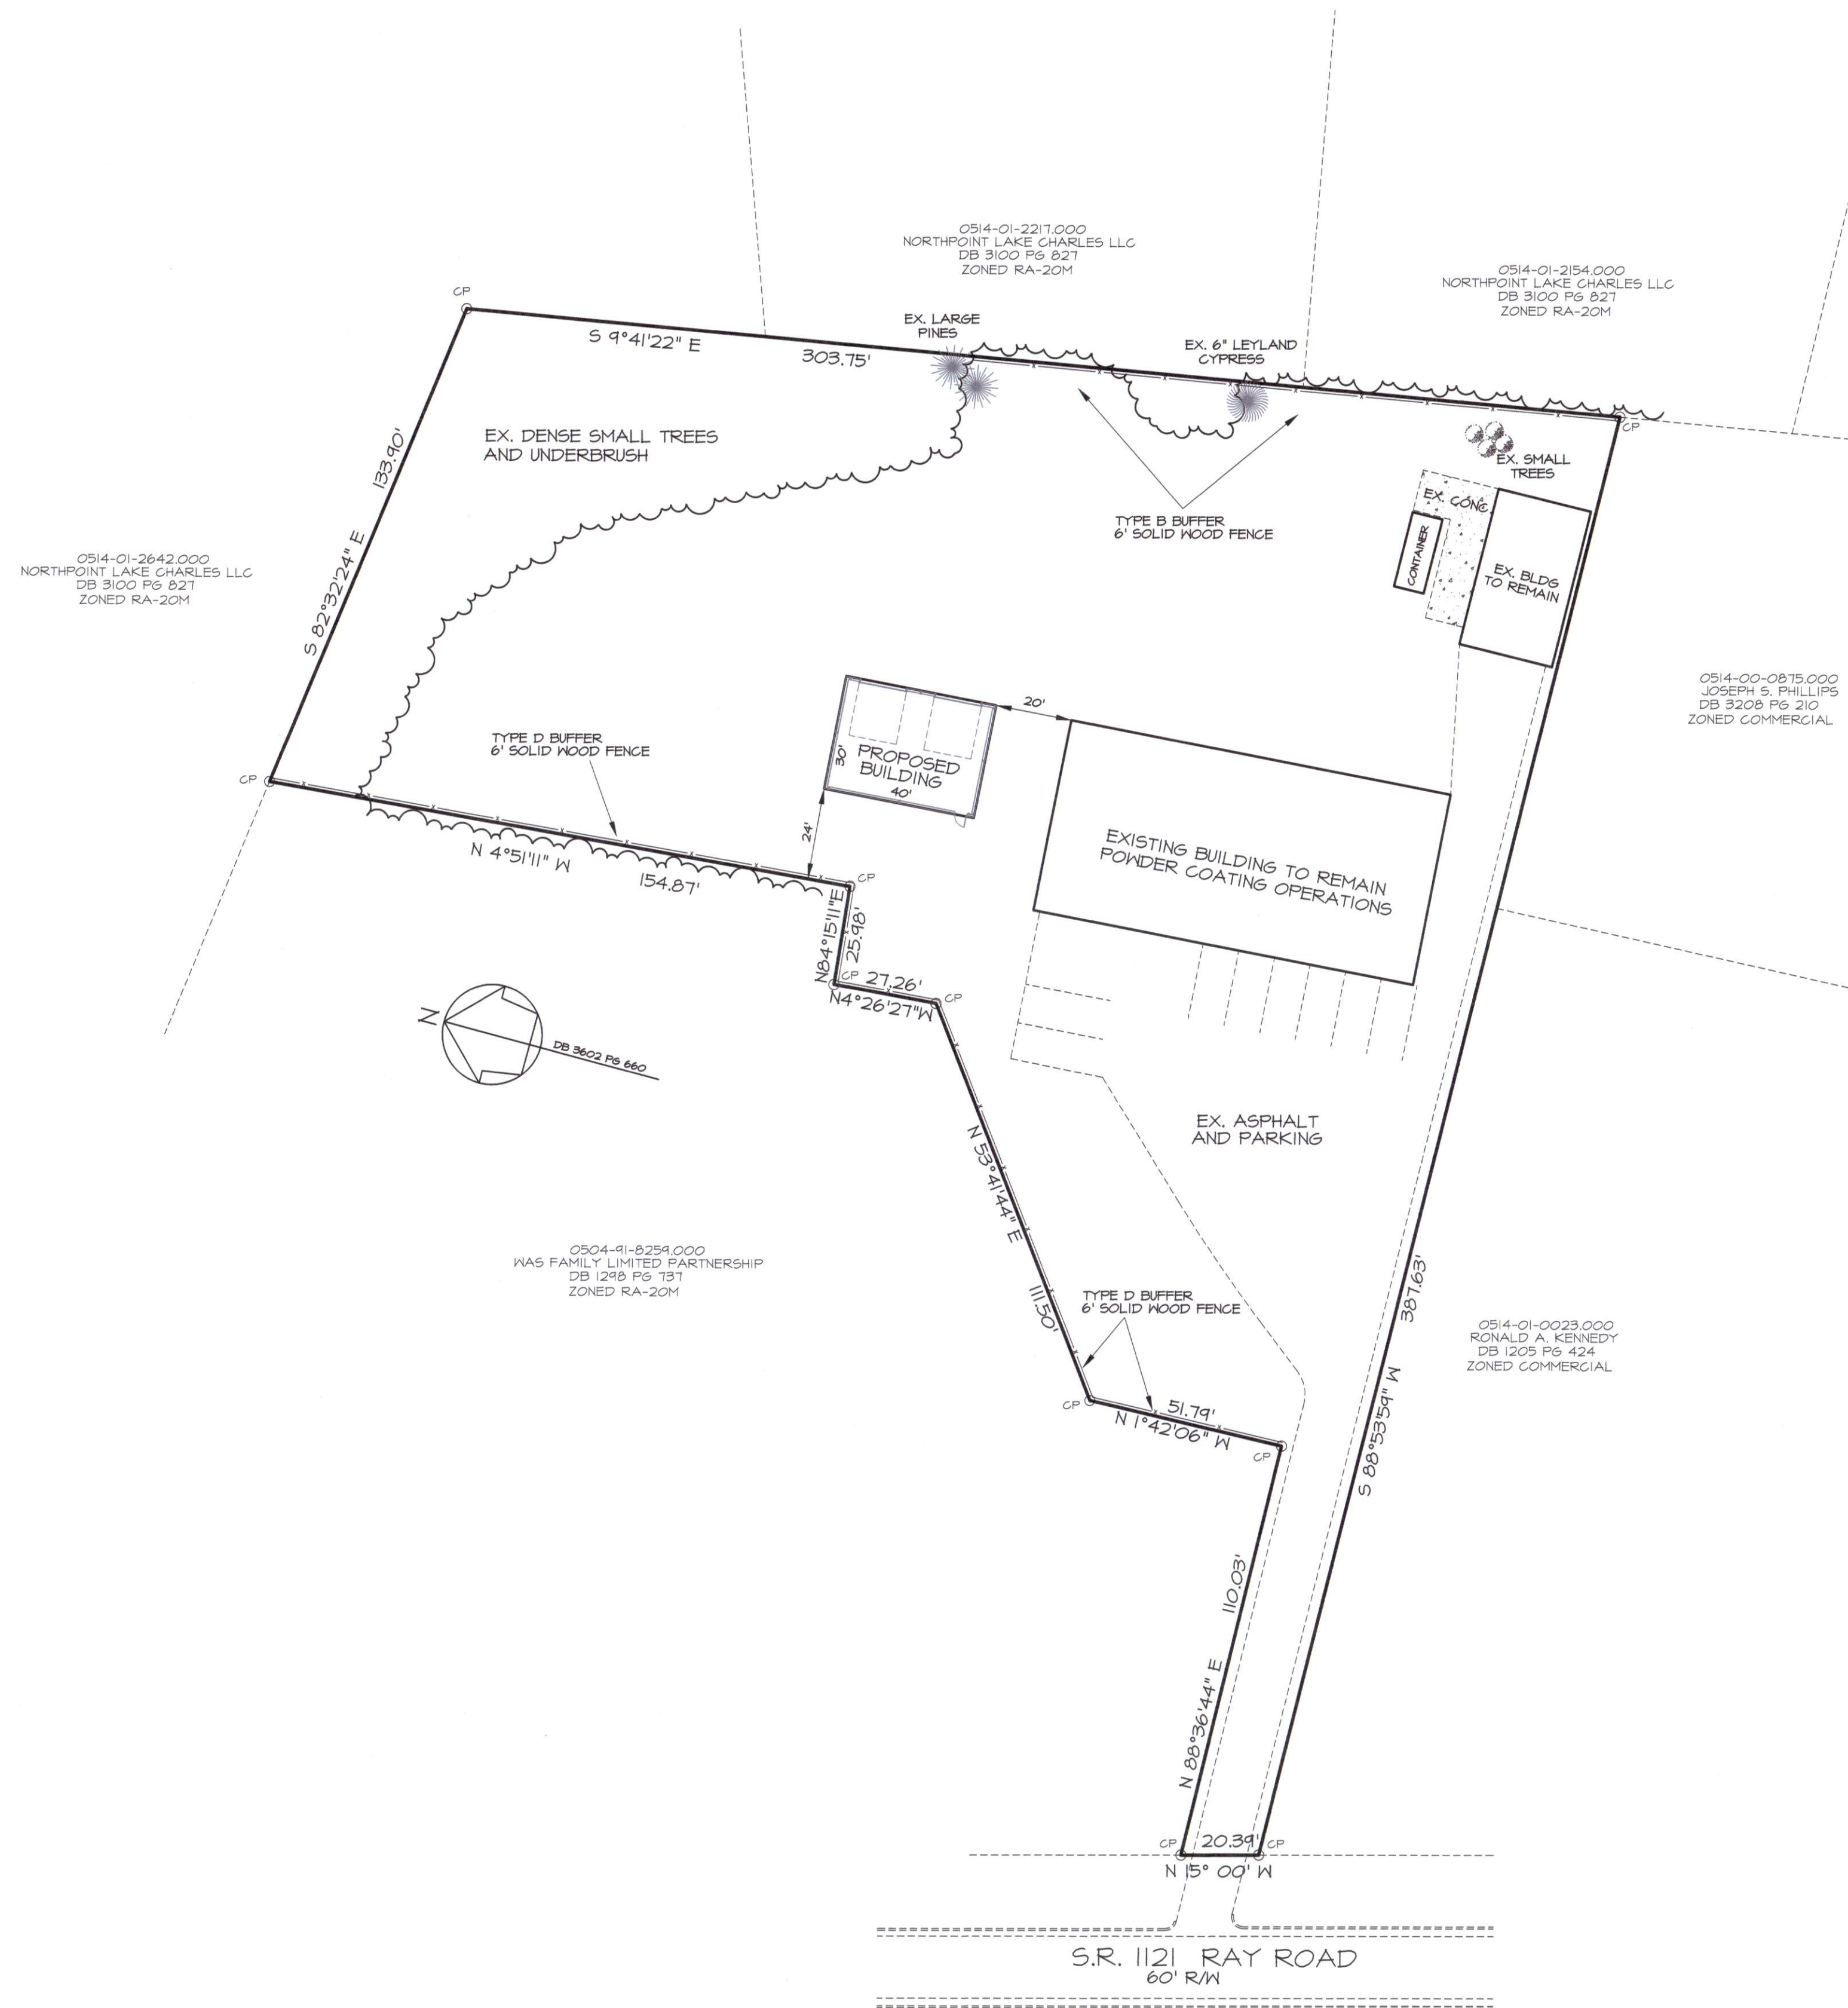 0514-01-2217.000
NORTHPOINT LAKE CHARLES LLC
DB 3100 PG 827
ZONED RA-20M
0514-01-2154.000
NORTHPOINT LAKE CHARLES LLC
DB 3100 PG 827
ZONED RA-20M
CP
S 9°41'22" E
303.75'
EX. LARGE
PINES
EX. 6" LEYLAND
CYPRESS
CP
EX. DENSE SMALL TREES
AND UNDERBRUSH
133.90'
S 82°32'24" E
EX. SMALL
TREES
EX. CONC.
CONTAINER
EX. BLDG
TO REMAIN
TYPE B BUFFER
6' SOLID WOOD FENCE
0514-01-2642.000
NORTHPOINT LAKE CHARLES LLC
DB 3100 PG 827
ZONED RA-20M
0514-00-0875.000
JOSEPH S. PHILLIPS
DB 3208 PG 210
ZONED COMMERCIAL
20'
TYPE D BUFFER
6' SOLID WOOD FENCE
30'
PROPOSED
BUILDING
40'
CP
24'
EXISTING BUILDING TO REMAIN
POWDER COATING OPERATIONS
N 4°51'11" W
154.87'
CP
N84°15'11"E
25.98'
CP
27.26'
N4°26'27"W
CP
N
DB 3602 PG 660
EX. ASPHALT
AND PARKING
N 53°41'44" E
111.50'
0504-91-8259.000
WAS FAMILY LIMITED PARTNERSHIP
DB 1298 PG 737
ZONED RA-20M
TYPE D BUFFER
6' SOLID WOOD FENCE
387.63'
S 88°53'59" W
0514-01-0023.000
RONALD A. KENNEDY
DB 1205 PG 424
ZONED COMMERCIAL
CP
51.79'
N 1°42'06" W
CP
110.03'
N 88°36'44" E
CP
20.39'
CP
N 15° 00' W
S.R. 1121 RAY ROAD
60' R/W